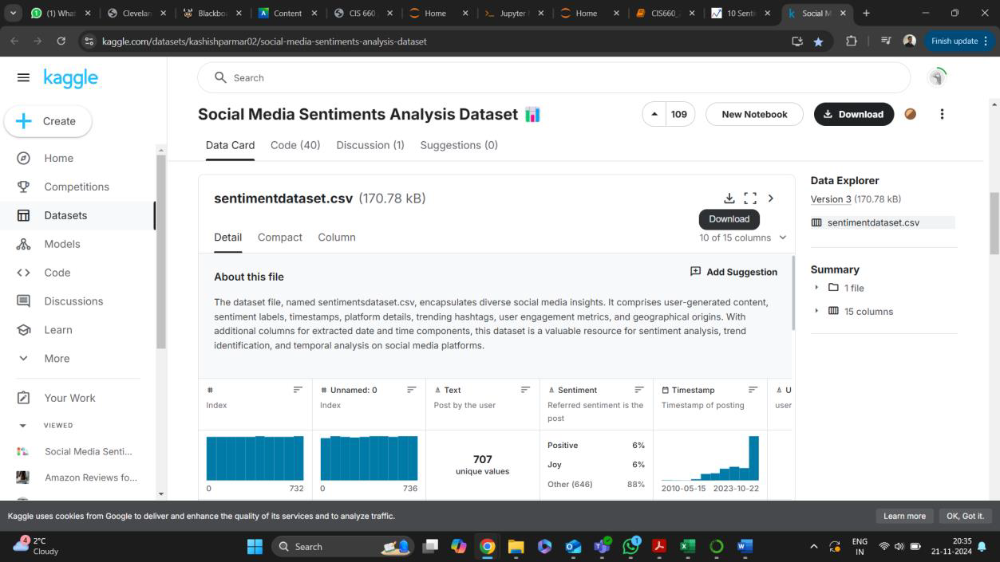 (1) What
Clevelan
Blackbo
Content
CIS 660
Home
Jupyter
Home
CIS660_
10 Senti
Social M
kaggle.com/datasets/kashishparmar02/social-media-sentiments-analysis-dataset
Finish update
kaggle
Search
Create
Home
Competitions
Datasets
Models
Code
Discussions
Learn
More
Your Work
VIEWED
Social Media Senti...
Amazon Reviews fo...
Social Media Sentiments Analysis Dataset
109
New Notebook
Download
Data Card
Code (40)
Discussion (1)
Suggestions (0)
sentimentdataset.csv (170.78 kB)
Download
Detail
Compact
Column
10 of 15 columns
About this file
Add Suggestion
The dataset file, named sentimentsdataset.csv, encapsulates diverse social media insights. It comprises user-generated content,
sentiment labels, timestamps, platform details, trending hashtags, user engagement metrics, and geographical origins. With
additional columns for extracted date and time components, this dataset is a valuable resource for sentiment analysis, trend
identification, and temporal analysis on social media platforms.
#
Index
# Unnamed: 0
Index
A Text
Post by the user
A Sentiment
Referred sentiment is the
post
Timestamp
Timestamp of posting
A U
user
0 732
0 736
707
unique values
Positive 6%
Joy 6%
Other (646) 88%
2010-05-15 2023-10-22
Data Explorer
Version 3 (170.78 kB)
sentimentdataset.csv
Summary
1 file
15 columns
Kaggle uses cookies from Google to deliver and enhance the quality of its services and to analyze traffic.
Learn more
OK, Got it.
4
2°C
Cloudy
Search
1
ENG
IN
20:35
21-11-2024